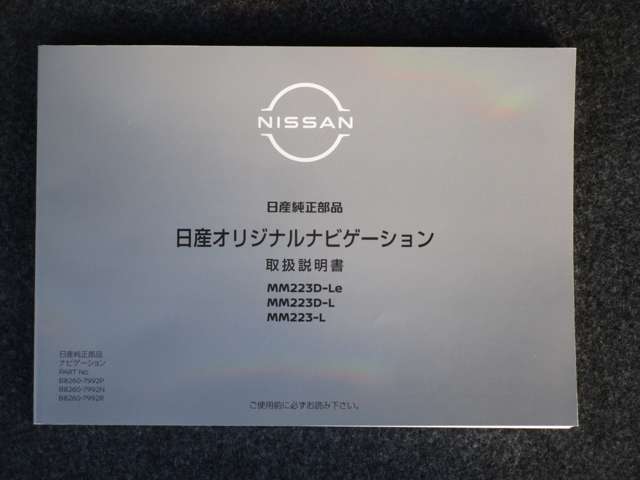 NISSAN
日産純正部品
日産オリジナルナビゲーション
取扱説明書
MM223D-Le
MM223D-L
MM223-L
日産純正部品
ナビゲーション
PART No.
B8260-7992P
B8260-7992N
B8260-7992R
ご使用前に必ずお読み下さい。